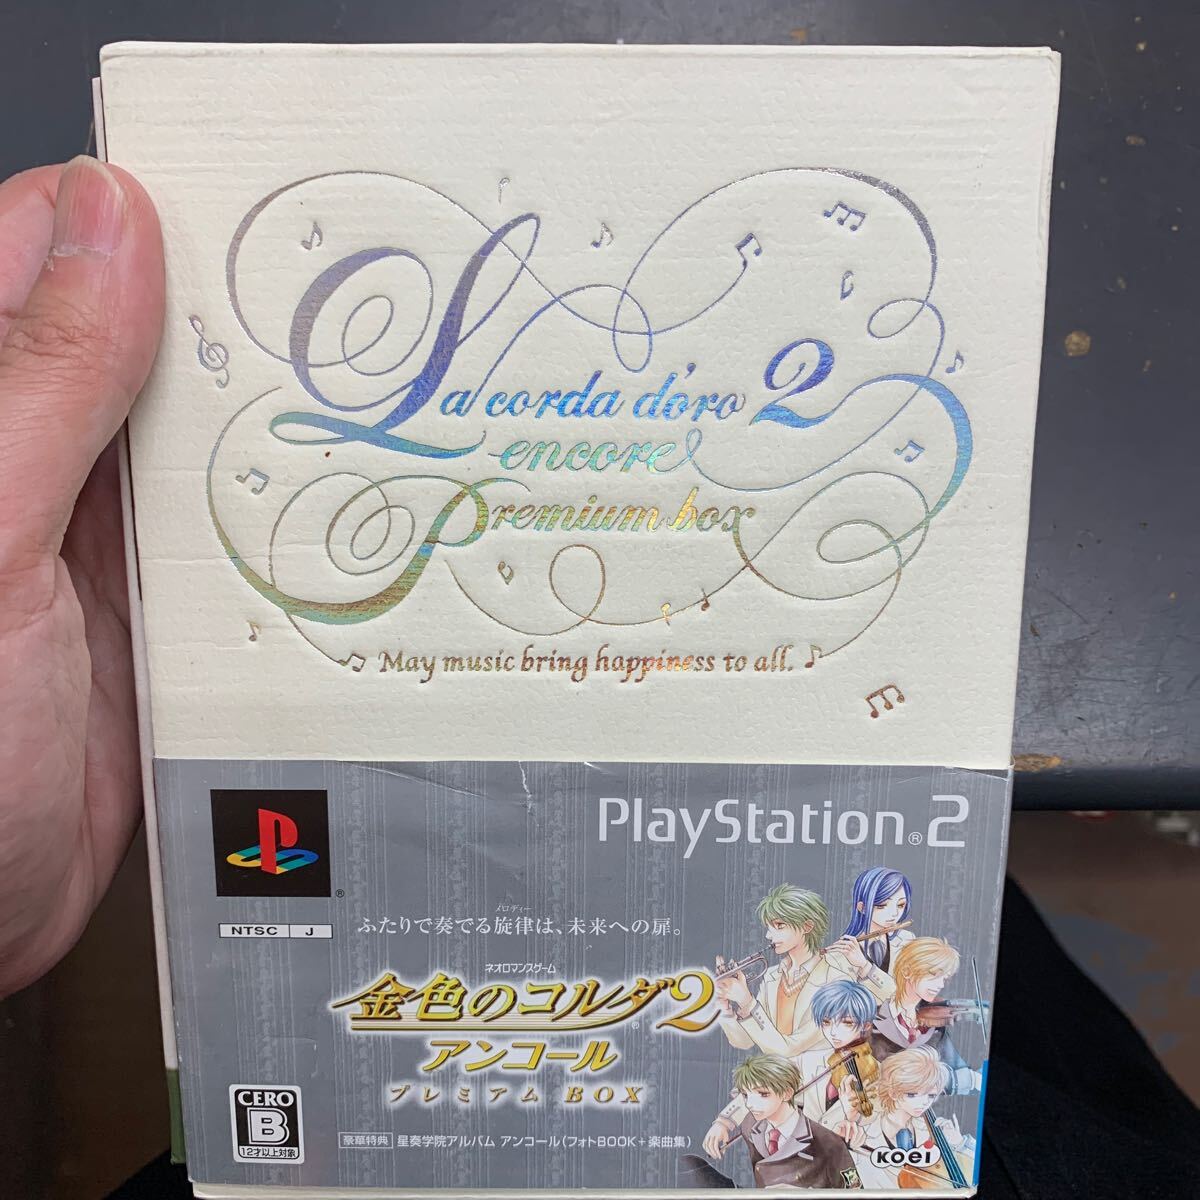 La corda d'oro 2
encore
Premium box
May music bring happiness to all.
PlayStation®2
®
NTSC J
メロディー
ふたりで奏でる旋律は、未来への扉。
ネオロマンスゲーム
金色のコルダ2
®
アンコール
プレミアムBOX
CERO
B
12才以上対象
豪華特典 星奏学院アルバム アンコール(フォトBOOK+楽曲集)
KOEI